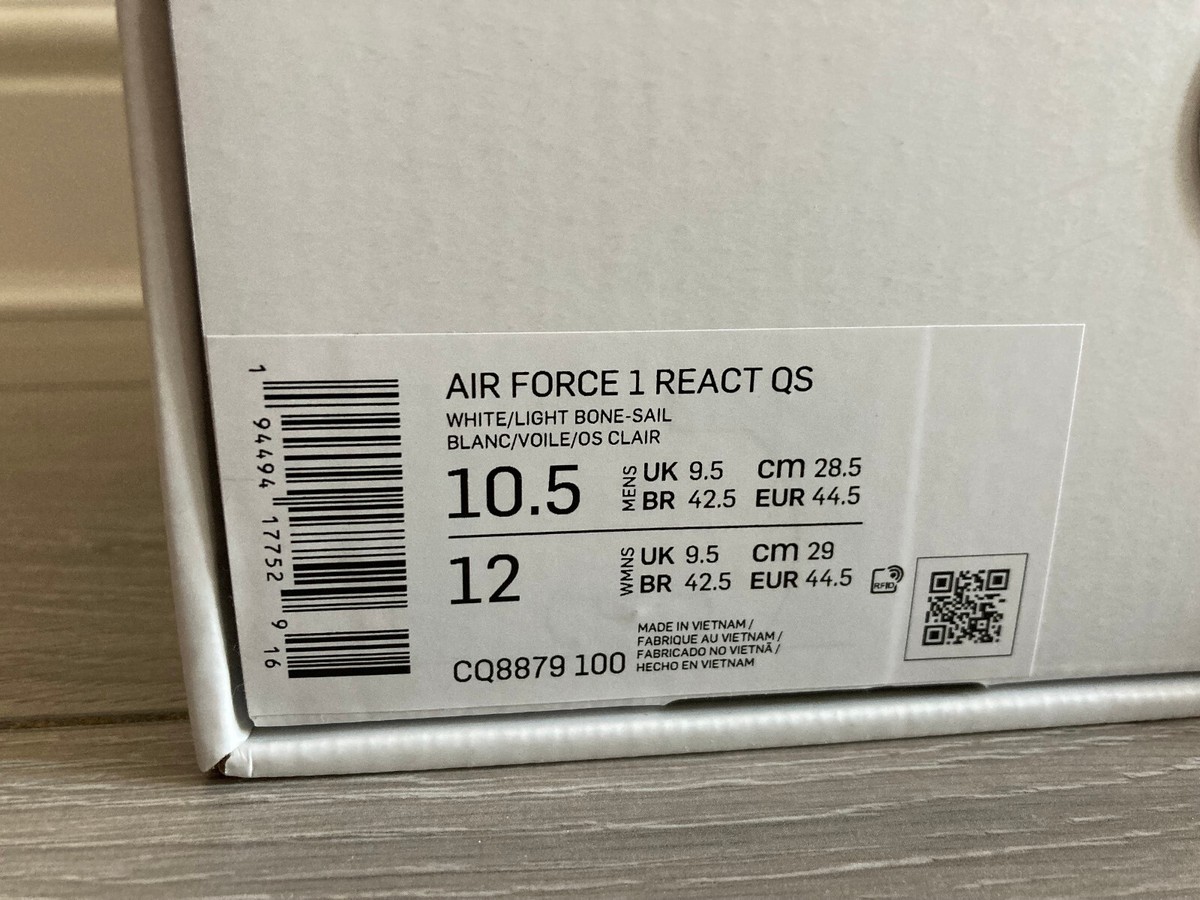 AIR FORCE 1 REACT QS
WHITE/LIGHT BONE-SAIL
BLANC/VOILE/OS CLAIR
10.5 MENS UK 9.5 cm 28.5
BR 42.5 EUR 44.5
12 WMNS UK 9.5 cm 29
BR 42.5 EUR 44.5
RFID
MADE IN VIETNAM /
FABRIQUE AU VIETNAM /
FABRICADO NO VIETNÃ /
HECHO EN VIETNAM
CQ8879 100
1 94494 17752 9 16